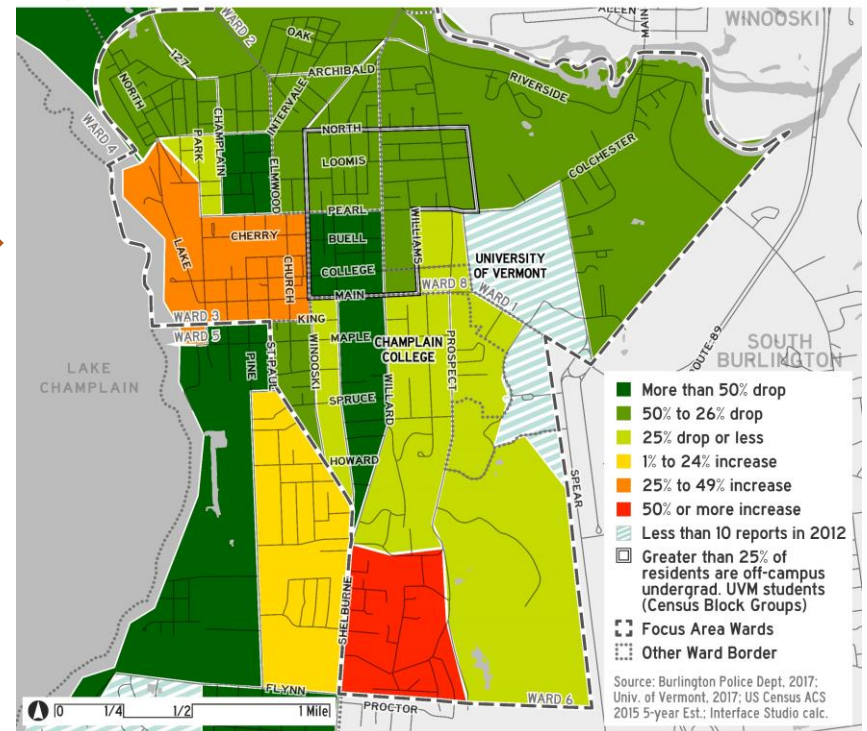 ALLEN
MAIN
WINOOSKI
WARD 2
OAK
127
NORTH
ARCHIBALD
RIVERSIDE
INTERVALE
CHAMPLAIN
PARK
WARD 4
NORTH
ELMWOOD
LOOMIS
COLCHESTER
PEARL
WILLIAMS
CHERRY
BUELL
LAKE
CHURCH
UNIVERSITY
OF VERMONT
COLLEGE
WARD 8
WARD 1
MAIN
WARD 3
KING
WARD 5
MAPLE
CHAMPLAIN
COLLEGE
PROSPECT
ROUTE-89
SOUTH
BURLINGTON
LAKE
CHAMPLAIN
PINE
ST PAUL
WINOOSKI
WILLARD
SPRUCE
HOWARD
SPEAR
SHELBURNE
FLYNN
WARD 6
PROCTOR
More than 50% drop
50% to 26% drop
25% drop or less
1% to 24% increase
25% to 49% increase
50% or more increase
Less than 10 reports in 2012
Greater than 25% of
residents are off-campus
undergrad. UVM students
(Census Block Groups)
Focus Area Wards
Other Ward Border
Source: Burlington Police Dept, 2017;
Univ. of Vermont, 2017; US Census ACS
2015 5-year Est.; Interface Studio calc.
0 1/4 1/2 1 Mile